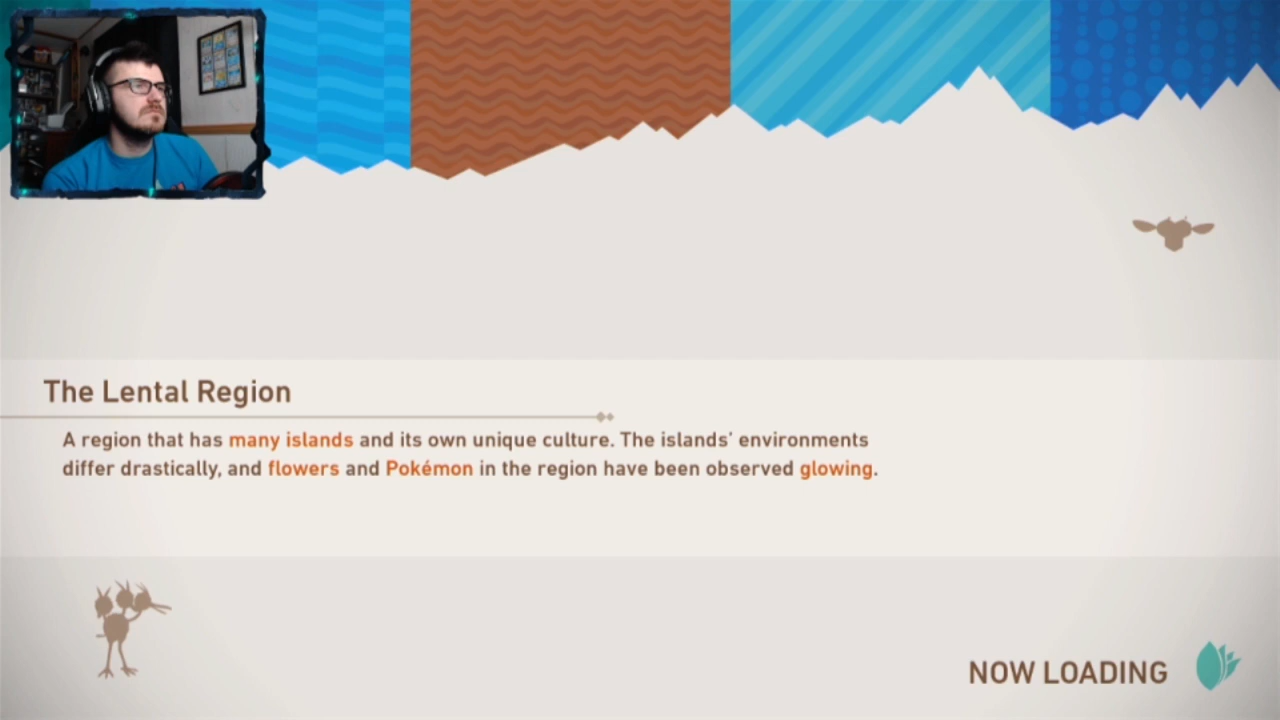 The Lental Region
A region that has many islands and its own unique culture. The islands' environments
differ drastically, and flowers and Pokémon in the region have been observed glowing.
NOW LOADING